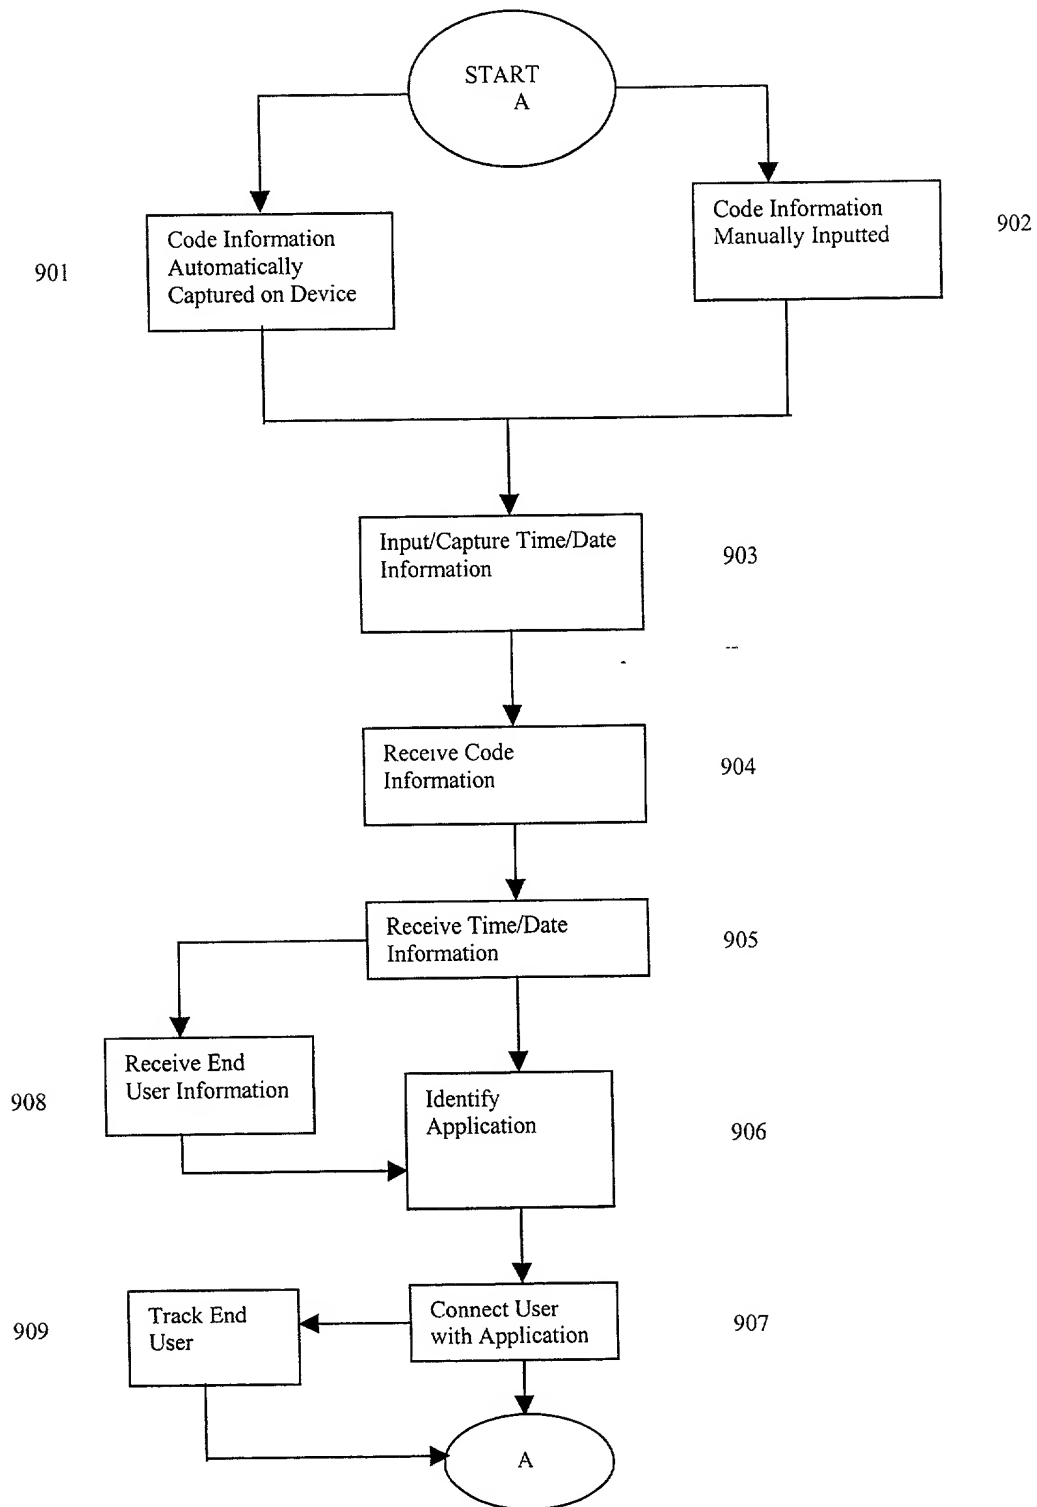 START
A
Code Information
Manually Inputted
902
Code Information
Automatically
Captured on Device
901
Input/Capture Time/Date
Information
903
Receive Code
Information
904
Receive Time/Date
Information
905
Receive End
User Information
908
Identify
Application
906
Track End
User
909
Connect User
with Application
907
A